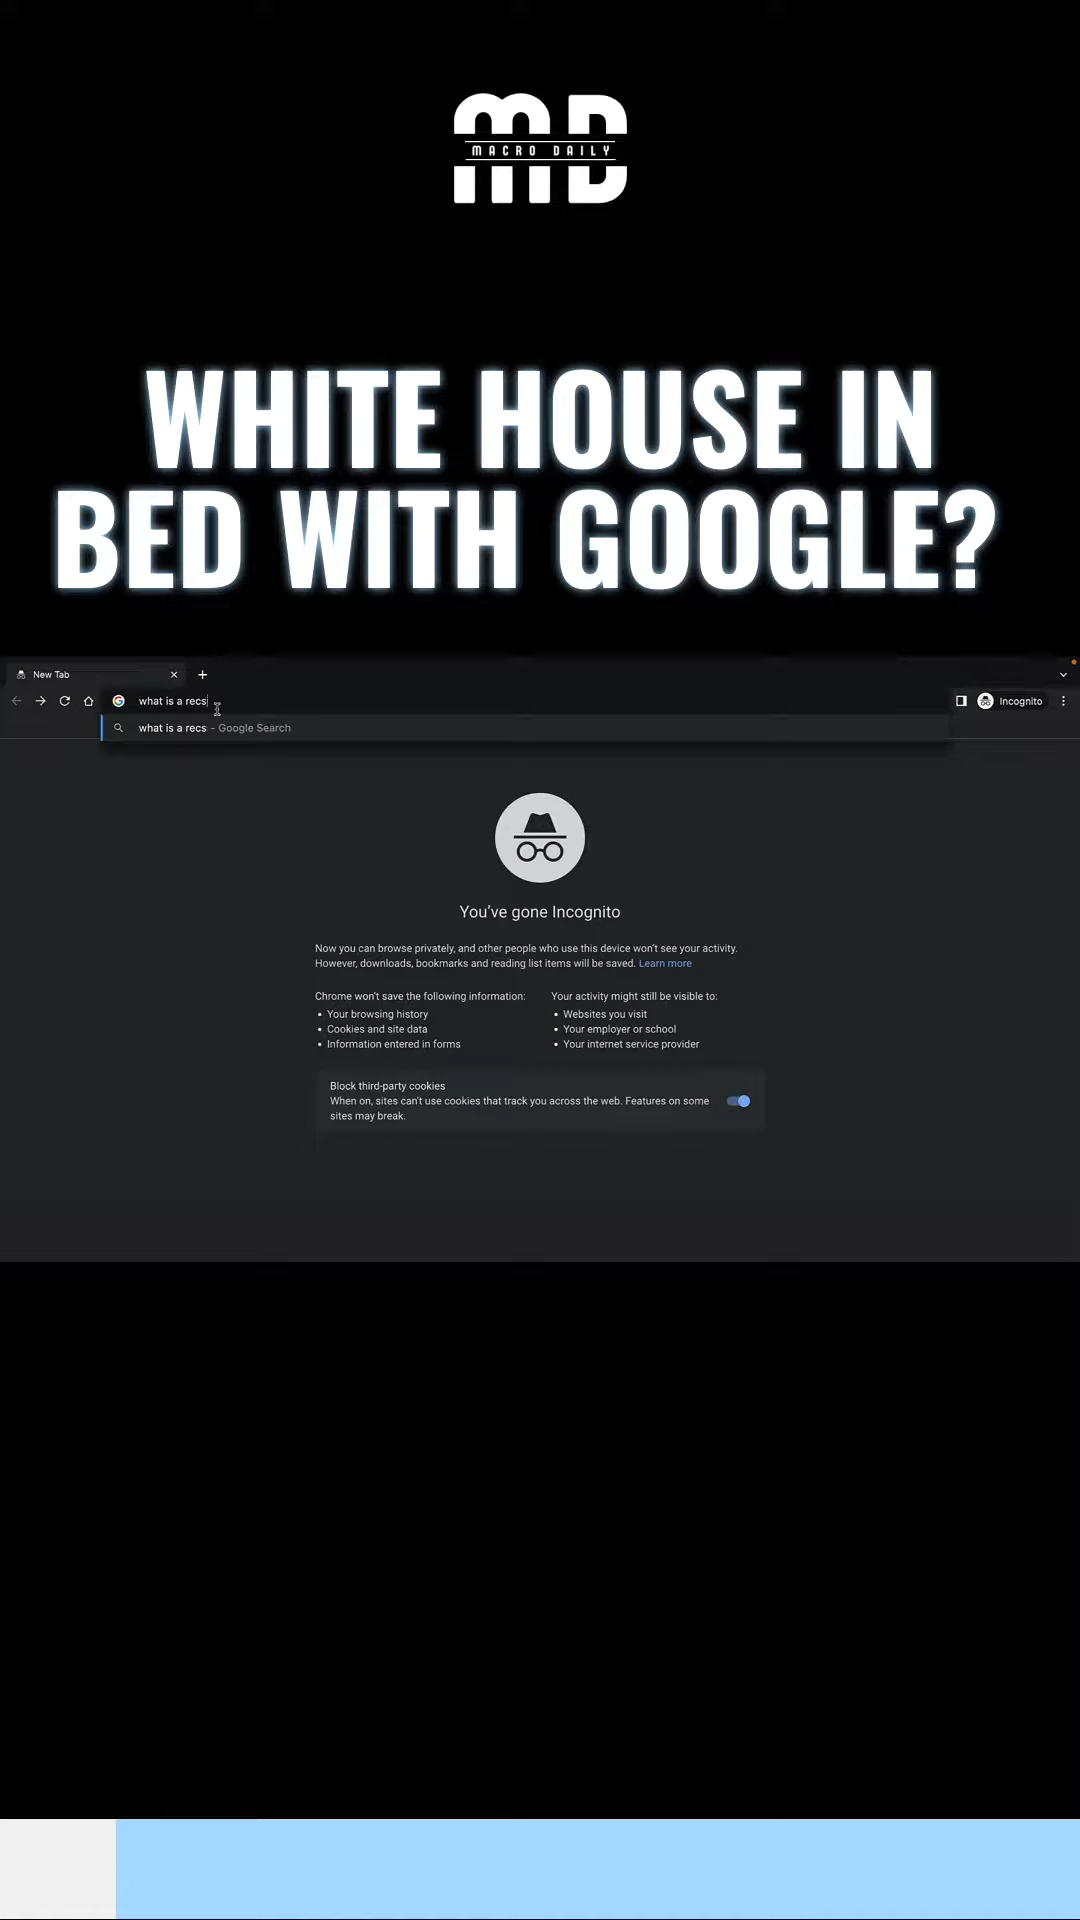 MACRO DAILY
WHITE HOUSE IN
BED WITH GOOGLE?
New Tab
what is a recs
Incognito
what is a recs - Google Search
You've gone Incognito
Now you can browse privately, and other people who use this device won't see your activity.
However, downloads, bookmarks and reading list items will be saved. Learn more
Chrome won't save the following information:
• Your browsing history
• Cookies and site data
• Information entered in forms
Your activity might still be visible to:
• Websites you visit
• Your employer or school
• Your internet service provider
Block third-party cookies
When on, sites can't use cookies that track you across the web. Features on some
sites may break.